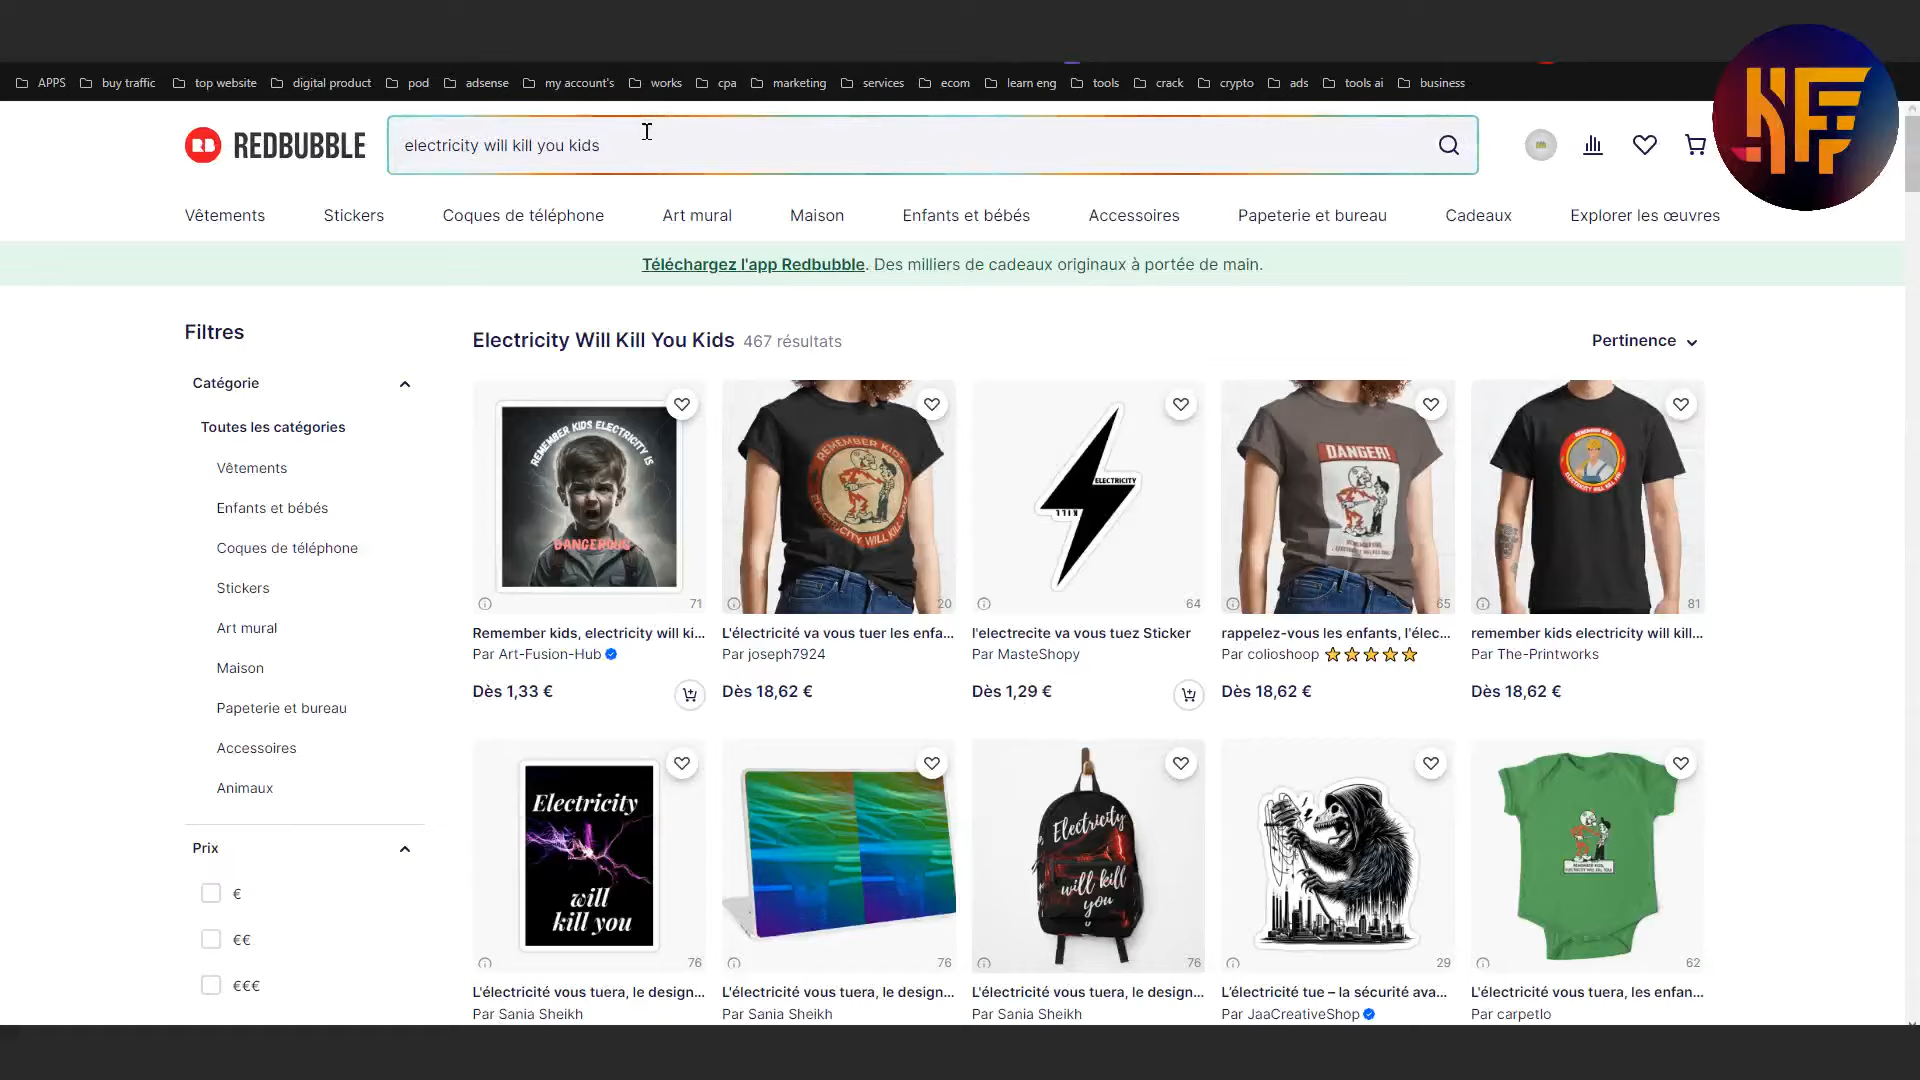 APPS buy traffic top website digital product pod adsense my account's works cpa marketing services ecom learn eng tools crack crypto ads tools ai business
REDBUBBLE
electricity will kill you kids
Vêtements Stickers Coques de téléphone Art mural Maison Enfants et bébés Accessoires Papeterie et bureau Cadeaux Explorer les œuvres
Téléchargez l'app Redbubble. Des milliers de cadeaux originaux à portée de main.
Filtres
Catégorie
Toutes les catégories
Vêtements
Enfants et bébés
Coques de téléphone
Stickers
Art mural
Maison
Papeterie et bureau
Accessoires
Animaux
Prix
€
€€
€€€
Electricity Will Kill You Kids 467 résultats
Pertinence
REMEMBER KIDS ELECTRICITY IS
DANGEROUS
71
REMEMBER KIDS
ELECTRICITY WILL KILL YOU
20
ELECTRICITY
KILL
64
DANGER!
65
81
Remember kids, electricity will ki... L'électricité va vous tuer les enfa... l'electrecite va vous tuez Sticker rappelez-vous les enfants, l'élec... remember kids electricity will kill...
Par Art-Fusion-Hub Par joseph7924 Par MasteShopy Par colioshoop Par The-Printworks
Dès 1,33 € Dès 18,62 € Dès 1,29 € Dès 18,62 € Dès 18,62 €
Electricity
will
kill you
76
76
Electricity
will kill
you
76
29
62
L'électricité vous tuera, le design... L'électricité vous tuera, le design... L'électricité vous tuera, le design... L'électricité tue – la sécurité ava... L'électricité vous tuera, les enfan...
Par Sania Sheikh Par Sania Sheikh Par Sania Sheikh Par JaaCreativeShop Par carpetlo